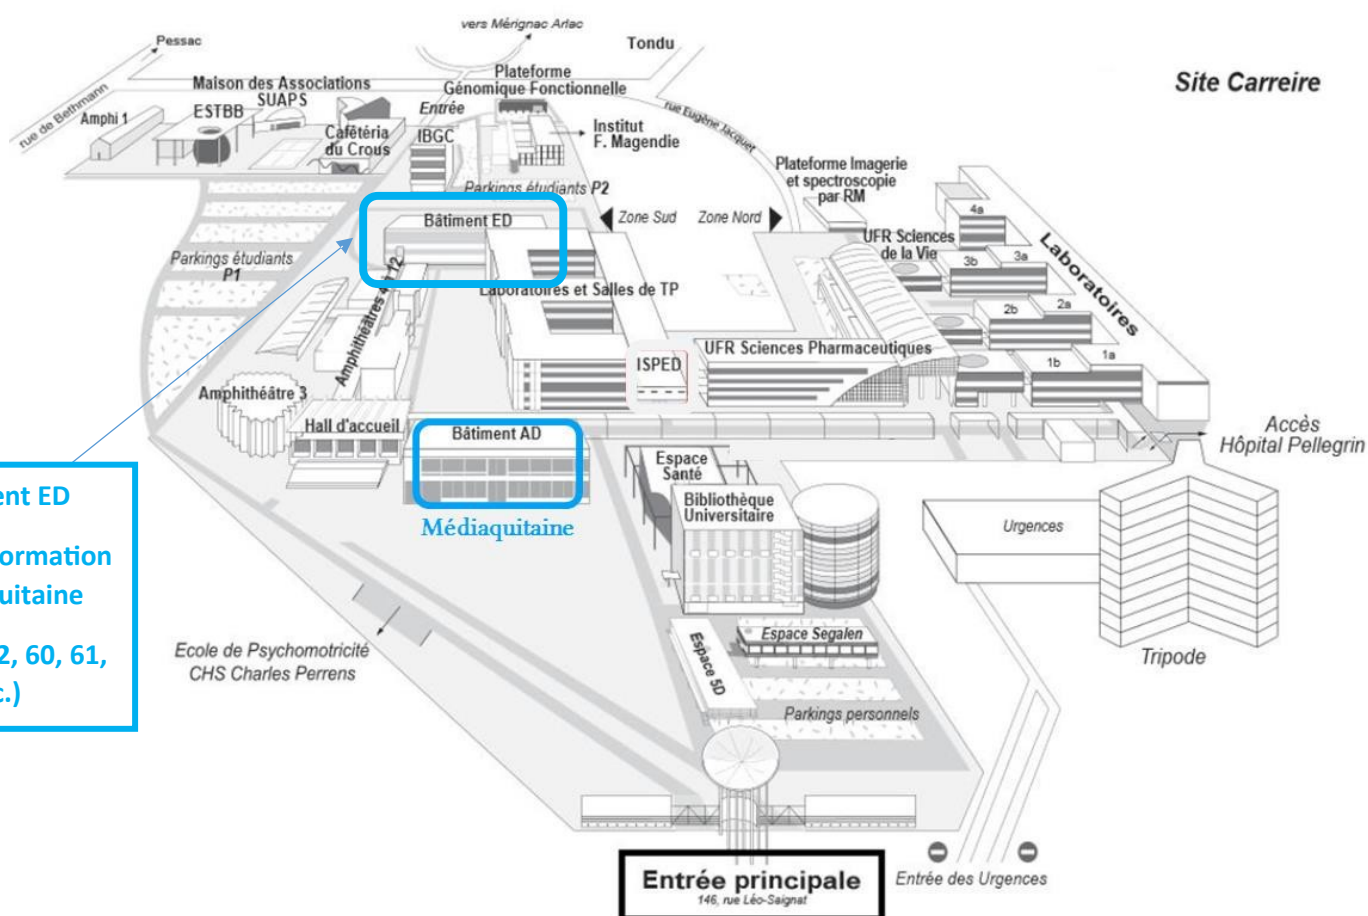 vers Mérignac Arlac
Pessac
Tondu
Site Carreire
Plateforme
Génomique Fonctionnelle
Maison des Associations
SUAPS
rue de Bethmann
Amphi 1
ESTBB
Entrée
rue Eugène Jacquet
Cafétéria
du Crous
IBGC
Institut
F. Magendie
Plateforme Imagerie
et spectroscopie
par RM
Parkings étudiants P2
Bâtiment ED
Zone Sud
Zone Nord
4a
UFR Sciences
de la Vie
3b
3a
Laboratoires
Parkings étudiants
P1
Amphithéâtres 4 à 12
Laboratoires et Salles de TP
2b
2a
ISPED
UFR Sciences Pharmaceutiques
1b
1a
Amphithéâtre 3
Hall d'accueil
Bâtiment AD
Médiaquitaine
Accès
Hôpital Pellegrin
Espace
Santé
Bibliothèque
Universitaire
Urgences
ent ED
ormation
uitaine
2, 60, 61,
c.)
Ecole de Psychomotricité
CHS Charles Perrens
Espace Segalen
Espace 5D
Tripode
Parkings personnels
Entrée principale
146, rue Léo-Saignat
Entrée des Urgences